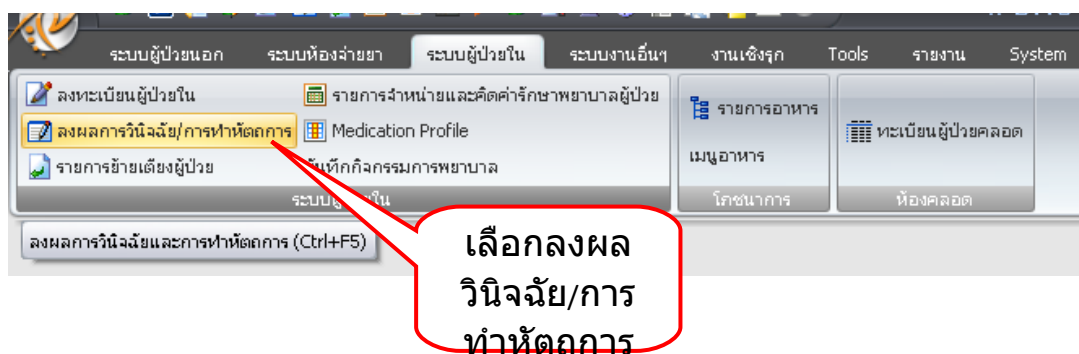 ระบบผู้ป่วยนอก ระบบห้องจ่ายยา ระบบผู้ป่วยใน ระบบงานอื่นๆ งานเชิงรุก Tools รายงาน System
ลงทะเบียนผู้ป่วยใน รายการจำหน่ายและคิดค่ารักษาพยาบาลผู้ป่วย
รายการอาหาร
ลงผลการวินิจฉัย/การทำหัตถการ Medication Profile
ทะเบียนผู้ป่วยคลอด
เมนูอาหาร
รายการย้ายเตียงผู้ป่วย บันทึกกิจกรรมการพยาบาล
โภชนาการ ห้องคลอด
ลงผลการวินิจฉัยและการทำหัตถการ (Ctrl+F5)
เลือกลงผล
วินิจฉัย/การ
ทำหัตถการ